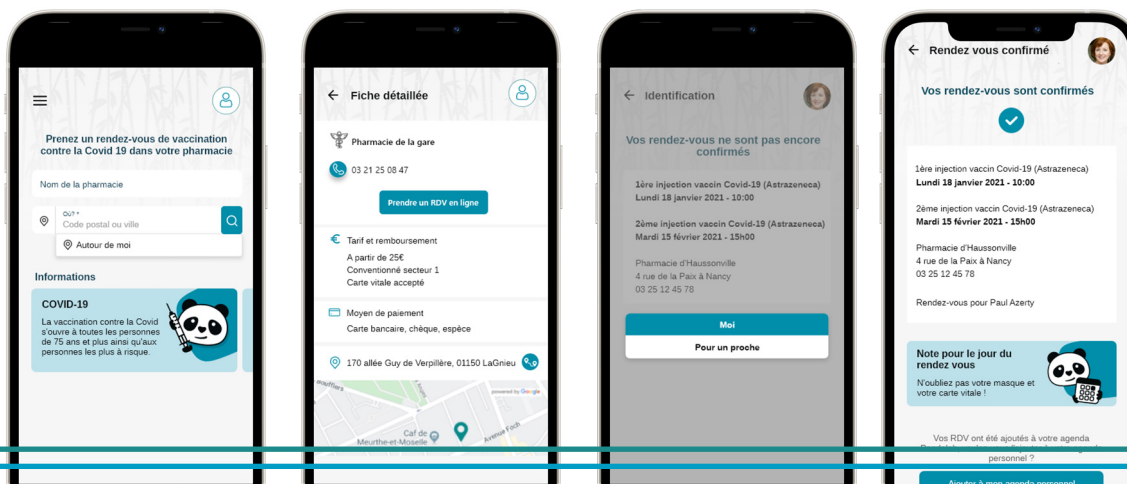 Prenez un rendez-vous de vaccination
contre la Covid 19 dans votre pharmacie
Nom de la pharmacie
Où? *
Code postal ou ville
Autour de moi
Informations
COVID-19
La vaccination contre la Covid
s'ouvre à toutes les personnes
de 75 ans et plus ainsi qu'aux
personnes les plus à risque.
Fiche détaillée
Pharmacie de la gare
03 21 25 08 47
Prendre un RDV en ligne
Tarif et remboursement
A partir de 25€
Conventionné secteur 1
Carte vitale accepté
Moyen de paiement
Carte bancaire, chèque, espèce
170 allée Guy de Verpillère, 01150 LaGnieu
powered by Google
Caf de
Meurthe-et-Moselle
Avenue Foch
Identification
Vos rendez-vous ne sont pas encore
confirmés
1ère injection vaccin Covid-19 (Astrazeneca)
Lundi 18 janvier 2021 - 10:00
2ème injection vaccin Covid-19 (Astrazeneca)
Mardi 15 février 2021 - 15h00
Pharmacie d'Haussonville
4 rue de la Paix à Nancy
03 25 12 45 78
Moi
Pour un proche
Rendez vous confirmé
Vos rendez-vous sont confirmés
1ère injection vaccin Covid-19 (Astrazeneca)
Lundi 18 janvier 2021 - 10:00
2ème injection vaccin Covid-19 (Astrazeneca)
Mardi 15 février 2021 - 15h00
Pharmacie d'Haussonville
4 rue de la Paix à Nancy
03 25 12 45 78
Rendez-vous pour Paul Azerty
Note pour le jour du
rendez vous
N'oubliez pas votre masque et
votre carte vitale !
Vos RDV ont été ajoutés à votre agenda
personnel ?
Ajouter à mon agenda personnel